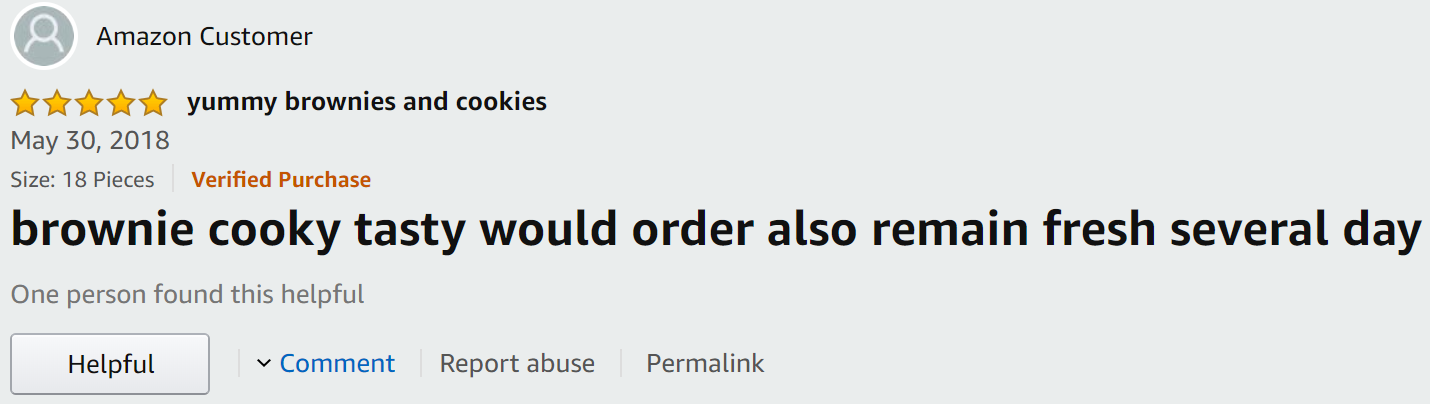 Amazon Customer
yummy brownies and cookies
May 30, 2018
Size: 18 Pieces Verified Purchase
brownie cooky tasty would order also remain fresh several day
One person found this helpful
Helpful Comment Report abuse Permalink